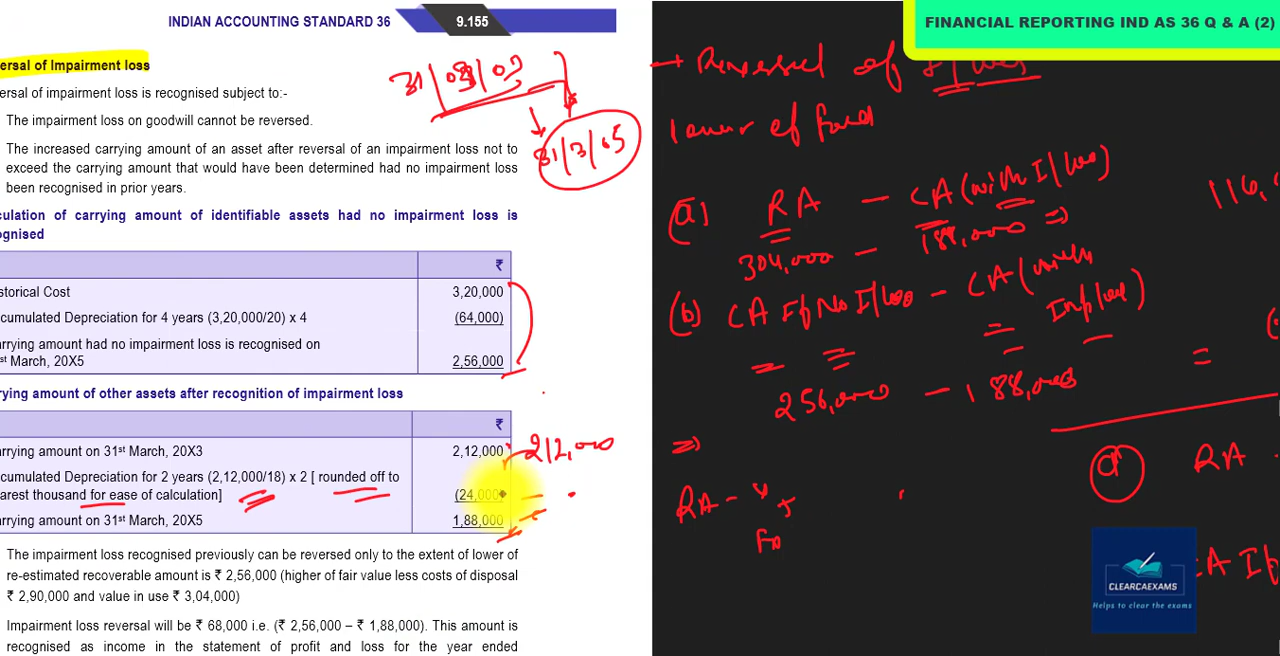 INDIAN ACCOUNTING STANDARD 36 9.155
FINANCIAL REPORTING IND AS 36 Q & A (2)
ersal of Impairment loss
ersal of impairment loss is recognised subject to:-
The impairment loss on goodwill cannot be reversed.
The increased carrying amount of an asset after reversal of an impairment loss not to
exceed the carrying amount that would have been determined had no impairment loss
been recognised in prior years.
culation of carrying amount of identifiable assets had no impairment loss is
ognised
₹
istorical Cost 3,20,000
cumulated Depreciation for 4 years (3,20,000/20) x 4 (64,000)
arrying amount had no impairment loss is recognised on
st March, 20X5 2,56,000
rrying amount of other assets after recognition of impairment loss
₹
arrying amount on 31st March, 20X3 2,12,000
cumulated Depreciation for 2 years (2,12,000/18) x 2 [ rounded off to
arest thousand for ease of calculation] (24,000)
arrying amount on 31st March, 20X5 1,88,000
The impairment loss recognised previously can be reversed only to the extent of lower of
re-estimated recoverable amount is ₹ 2,56,000 (higher of fair value less costs of disposal
₹ 2,90,000 and value in use ₹ 3,04,000)
Impairment loss reversal will be ₹ 68,000 i.e. (₹ 2,56,000 – ₹ 1,88,000). This amount is
recognised as income in the statement of profit and loss for the year ended
31/3/05
212,000
→ Reversal of I/loss
lower of
(a) RA – CA (with I/loss) 116,
304,000 – 188,000 ⇒
(b) CA If No I/loss – CA (with
Imp/loss)
256,000 – 188,000 =
⇒
RA
RA –
CA If
CLEARCAEXAMS
Helps to clear the exams